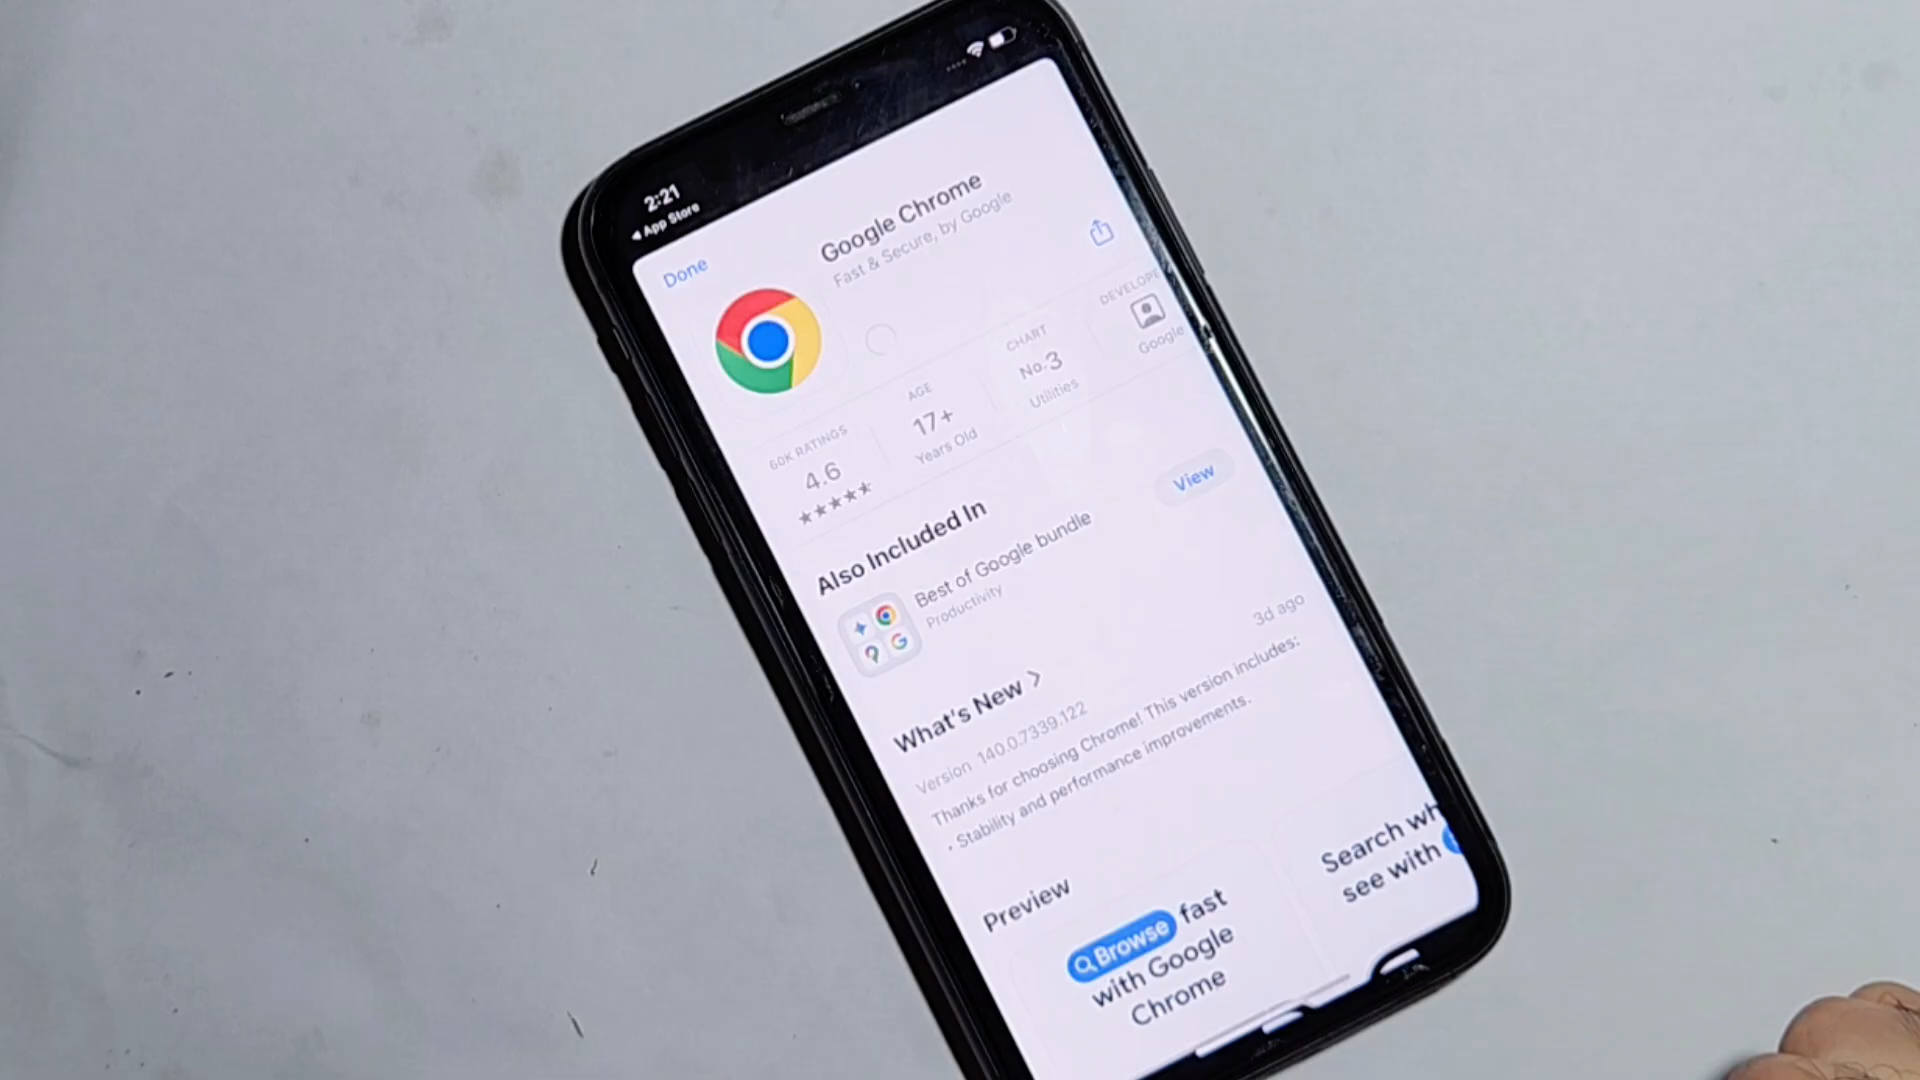 2:21
◀ App Store
Done
Google Chrome
Fast & Secure, by Google
60K RATINGS
4.6
★★★★★
AGE
17+
Years Old
CHART
No.3
Utilities
DEVELOPE
Google
Also Included In
Best of Google bundle
Productivity
View
What's New >
3d ago
Version 140.0.7339.122
Thanks for choosing Chrome! This version includes:
. Stability and performance improvements.
Preview
Browse fast
with Google
Chrome
Search wh
see with